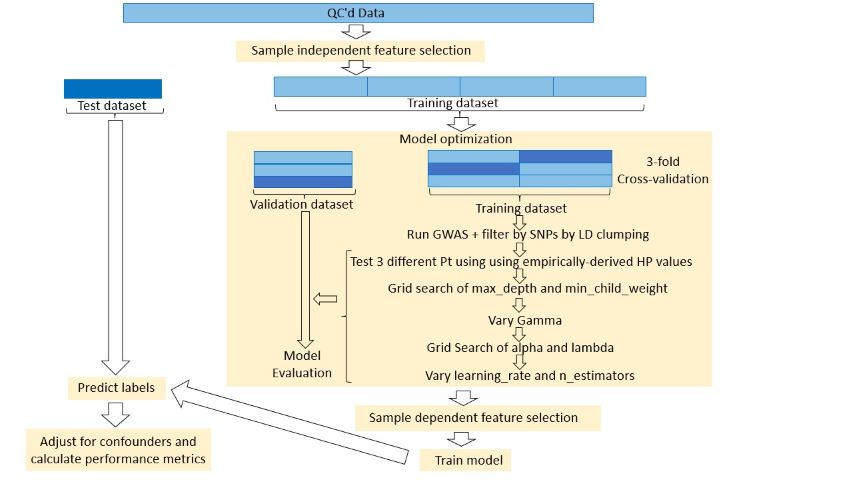 QC'd Data
Sample independent feature selection
Test dataset
Training dataset
Model optimization
3-fold
Cross-validation
Validation dataset
Training dataset
Run GWAS + filter by SNPs by LD clumping
Test 3 different Pt using using empirically-derived HP values
Grid search of max_depth and min_child_weight
Vary Gamma
Grid Search of alpha and lambda
Vary learning_rate and n_estimators
Model
Evaluation
Predict labels
Sample dependent feature selection
Adjust for confounders and
calculate performance metrics
Train model